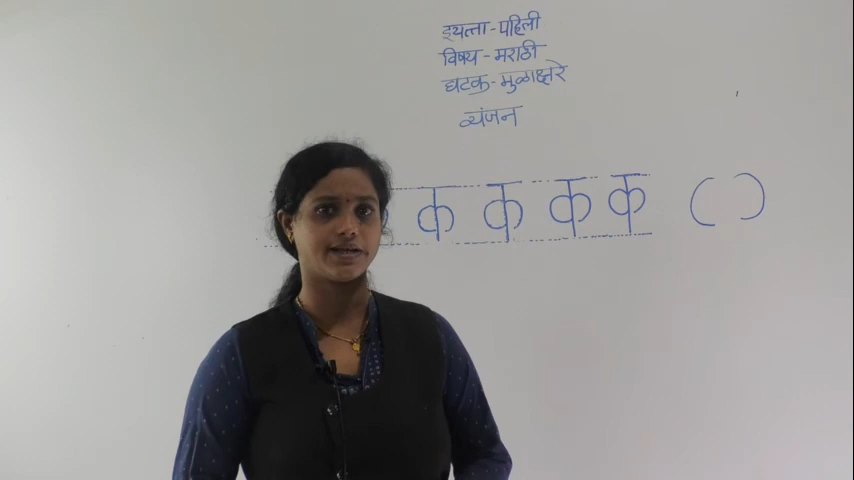 इयत्ता - पहिली
विषय - मराठी
घटक - मुळाक्षरे
व्यंजन
क क क क ( )